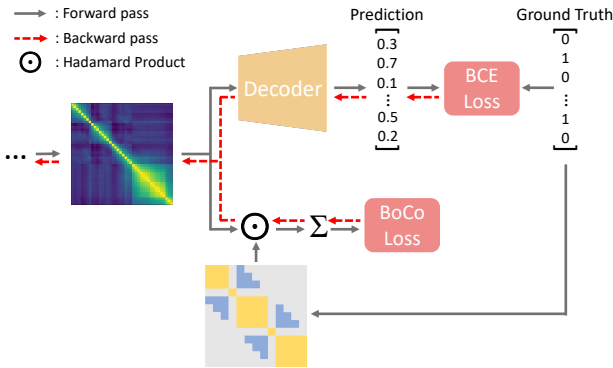 : Forward pass
: Backward pass
: Hadamard Product
Prediction
Ground Truth
0.3
0.7
0.1
...
0.5
0.2
0
1
0
...
1
0
Decoder
BCE
Loss
...
Σ
BoCo
Loss